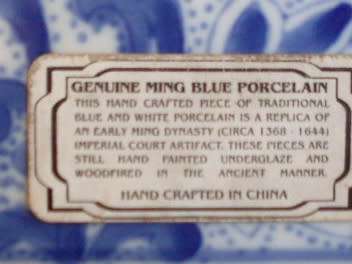 GENUINE MING BLUE PORCELAIN
THIS HAND CRAFTED PIECE OF TRADITIONAL
BLUE AND WHITE PORCELAIN IS A REPLICA OF
AN EARLY MING DYNASTY (CIRCA 1368 - 1644)
IMPERIAL COURT ARTIFACT. THESE PIECES ARE
STILL HAND PAINTED UNDERGLAZE AND
WOODFIRED IN THE ANCIENT MANNER.
HAND CRAFTED IN CHINA